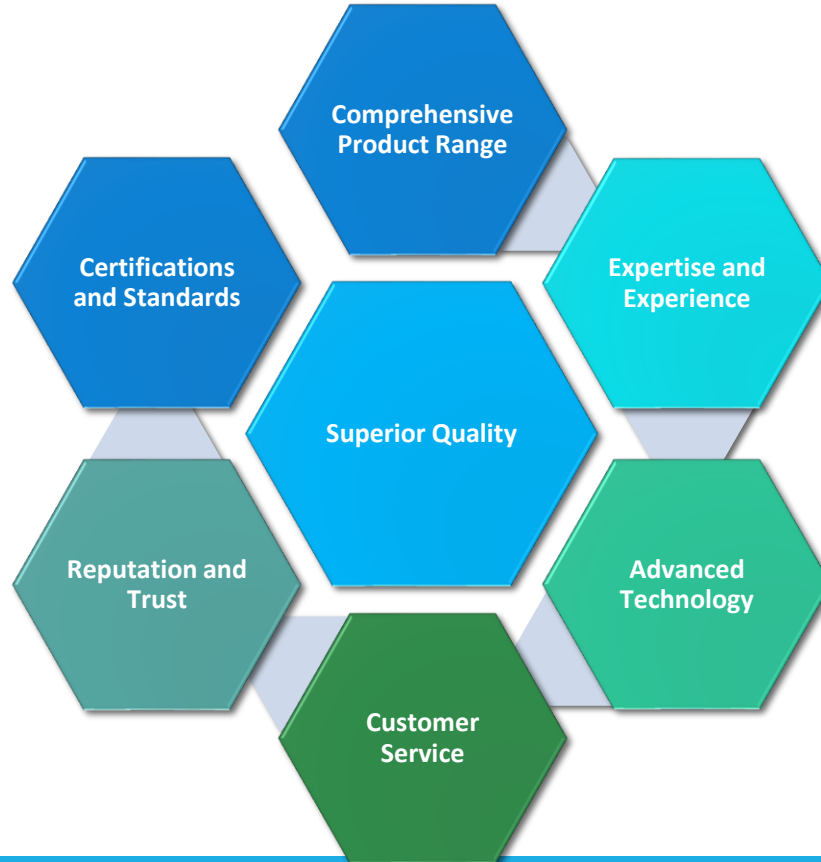 Comprehensive
Product Range
Certifications
and Standards
Expertise and
Experience
Superior Quality
Reputation and
Trust
Advanced
Technology
Customer
Service